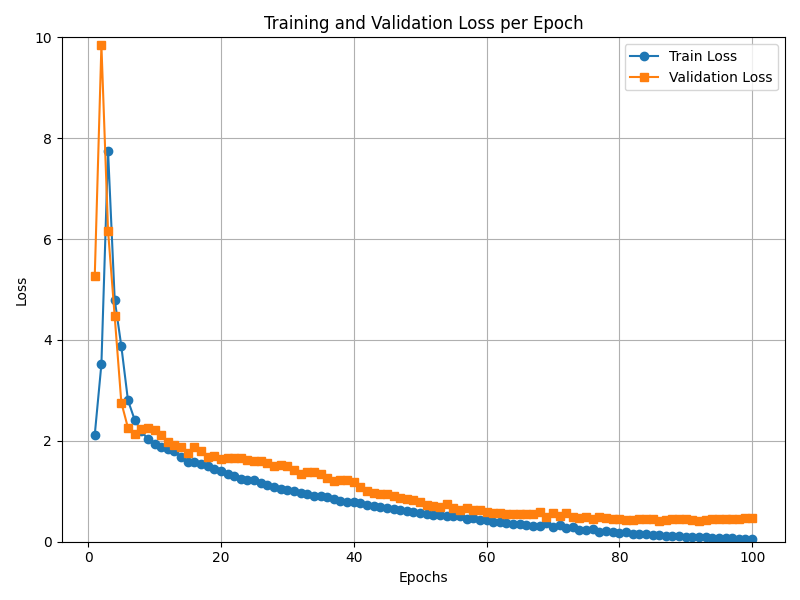 Training and Validation Loss per Epoch
Train Loss
Validation Loss
10
8
6
4
2
0
Loss
0 20 40 60 80 100
Epochs